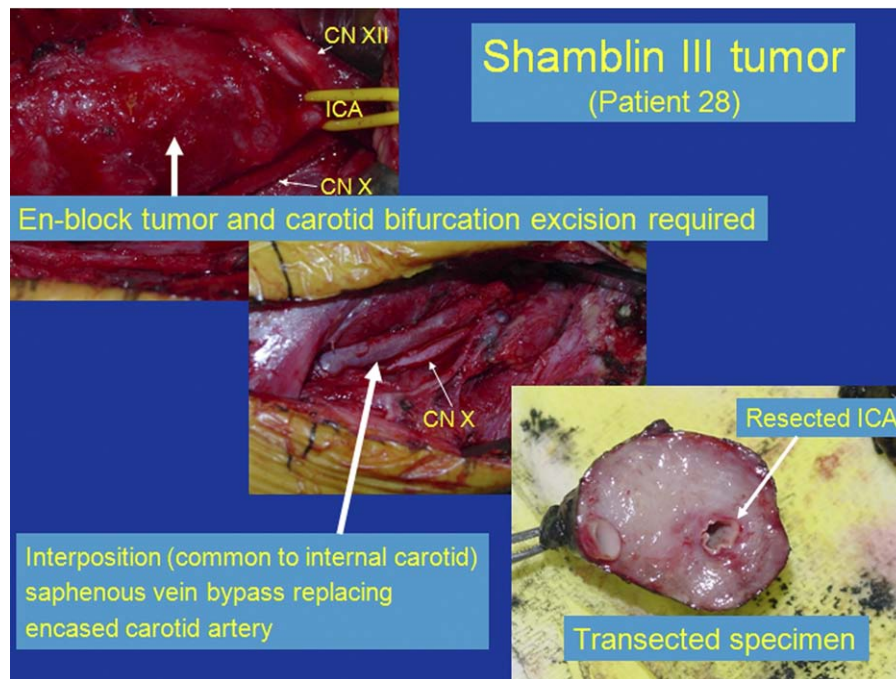 CN XII
ICA
CN X
Shamblin III tumor
(Patient 28)
En-block tumor and carotid bifurcation excision required
CN X
Resected ICA
Interposition (common to internal carotid)
saphenous vein bypass replacing
encased carotid artery
Transected specimen